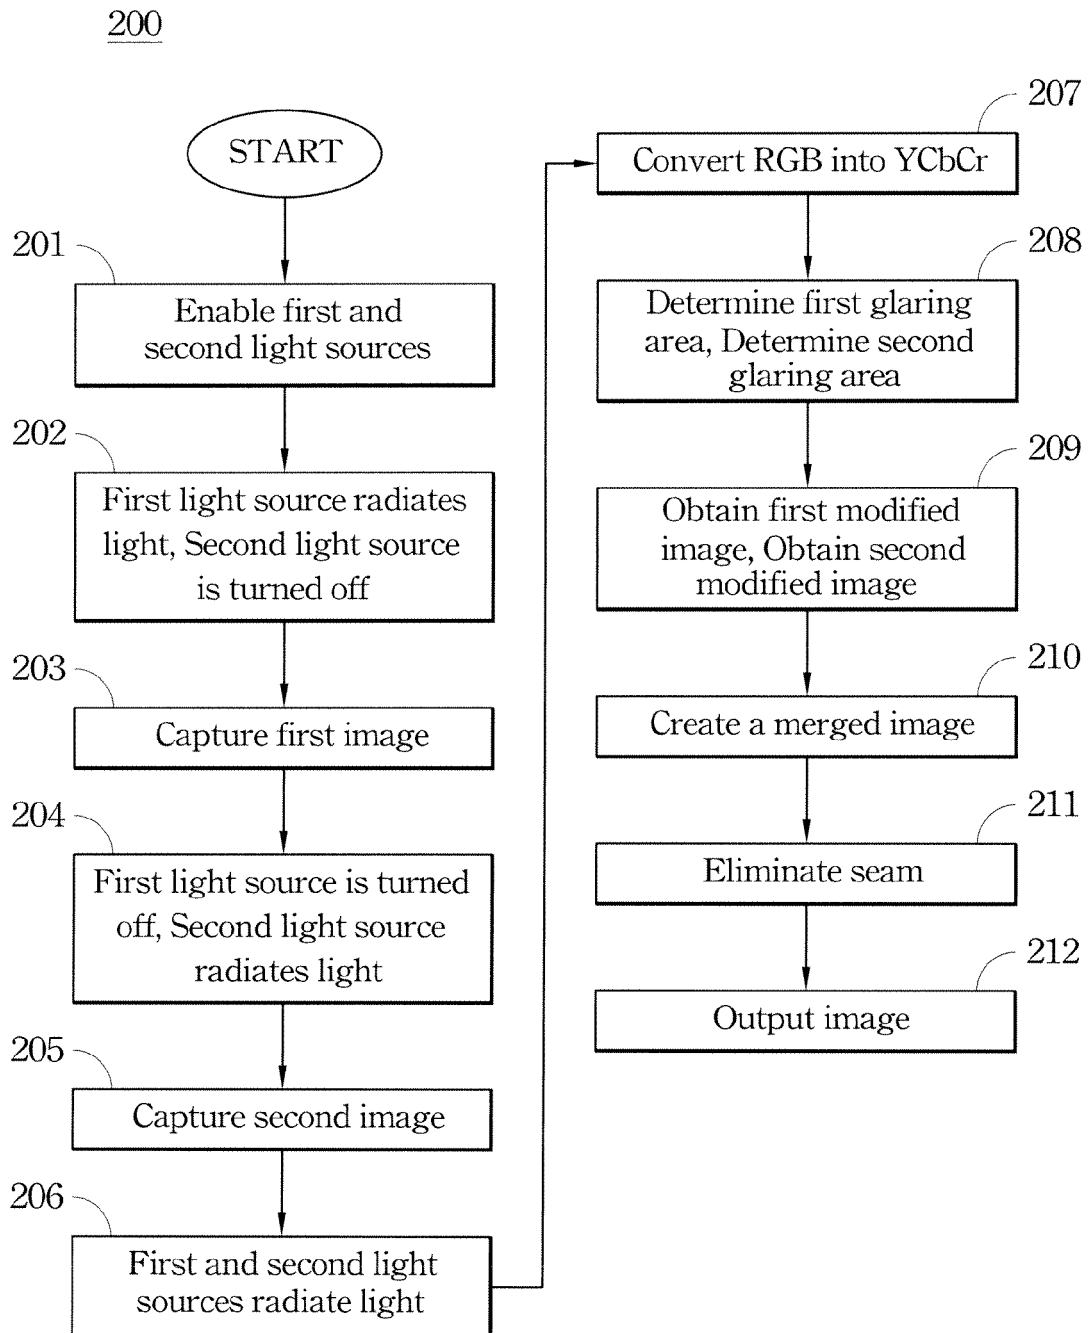 200
START
201
Enable first and
second light sources
202
First light source radiates
light, Second light source
is turned off
203
Capture first image
204
First light source is turned
off, Second light source
radiates light
205
Capture second image
206
First and second light
sources radiate light
207
Convert RGB into YCbCr
208
Determine first glaring
area, Determine second
glaring area
209
Obtain first modified
image, Obtain second
modified image
210
Create a merged image
211
Eliminate seam
212
Output image